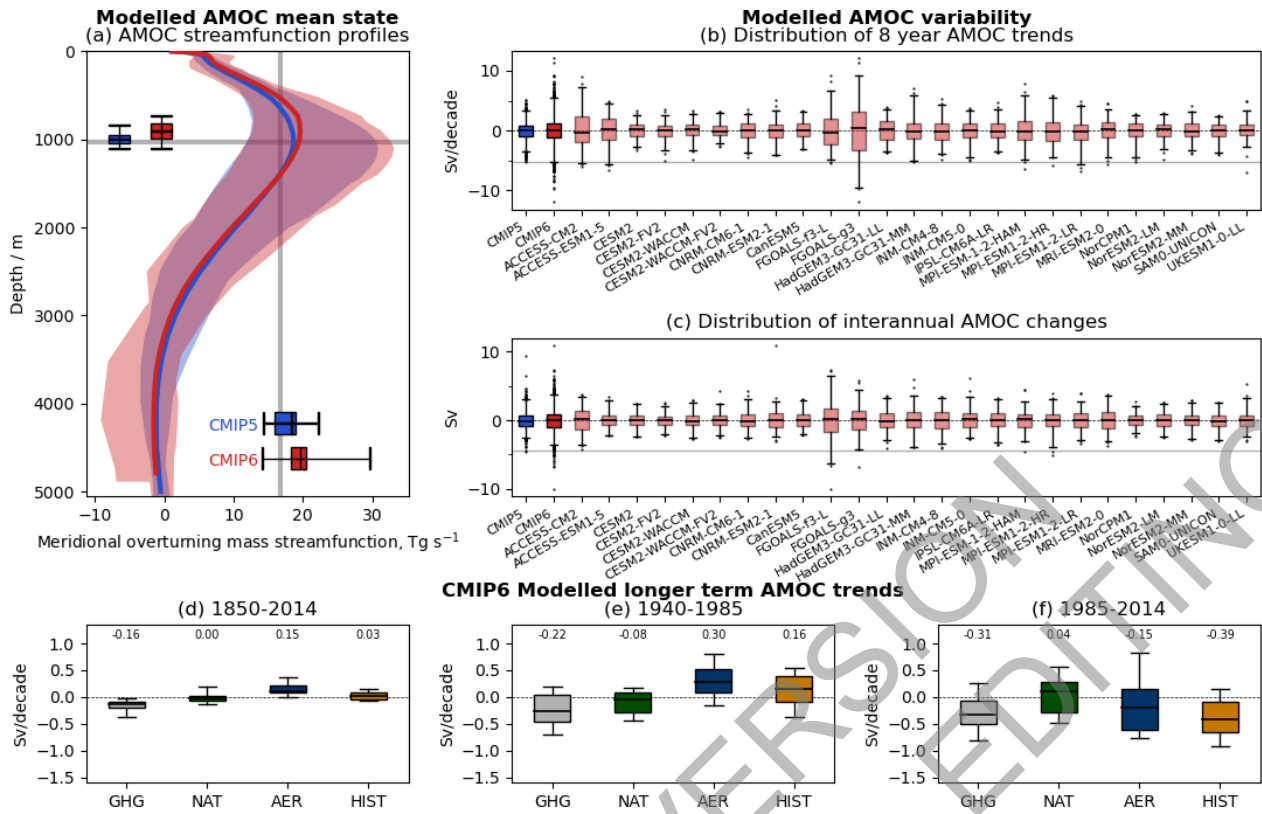 Modelled AMOC mean state
(a) AMOC streamfunction profiles
0
1000
2000
3000
4000
5000
Depth / m
CMIP5
CMIP6
−10 0 10 20 30
Meridional overturning mass streamfunction, Tg s⁻¹
Modelled AMOC variability
(b) Distribution of 8 year AMOC trends
10
0
−10
Sv/decade
CMIP5
CMIP6
ACCESS-CM2
ACCESS-ESM1-5
CESM2
CESM2-FV2
CESM2-WACCM
CESM2-WACCM-FV2
CNRM-CM6-1
CNRM-ESM2-1
CanESM5
FGOALS-f3-L
FGOALS-g3
HadGEM3-GC31-LL
HadGEM3-GC31-MM
INM-CM4-8
INM-CM5-0
IPSL-CM6A-LR
MPI-ESM-1-2-HAM
MPI-ESM1-2-HR
MPI-ESM1-2-LR
MRI-ESM2-0
NorCPM1
NorESM2-LM
NorESM2-MM
SAM0-UNICON
UKESM1-0-LL
(c) Distribution of interannual AMOC changes
10
0
−10
Sv
CMIP5
CMIP6
ACCESS-CM2
ACCESS-ESM1-5
CESM2
CESM2-FV2
CESM2-WACCM
CESM2-WACCM-FV2
CNRM-CM6-1
CNRM-ESM2-1
CanESM5
FGOALS-f3-L
FGOALS-g3
HadGEM3-GC31-LL
HadGEM3-GC31-MM
INM-CM4-8
INM-CM5-0
IPSL-CM6A-LR
MPI-ESM-1-2-HAM
MPI-ESM1-2-HR
MPI-ESM1-2-LR
MRI-ESM2-0
NorCPM1
NorESM2-LM
NorESM2-MM
SAM0-UNICON
UKESM1-0-LL
CMIP6 Modelled longer term AMOC trends
(d) 1850-2014
-0.16 0.00 0.15 0.03
1.0
0.5
0.0
−0.5
−1.0
−1.5
Sv/decade
GHG NAT AER HIST
(e) 1940-1985
-0.22 -0.08 0.30 0.16
1.0
0.5
0.0
−0.5
−1.0
−1.5
Sv/decade
GHG NAT AER HIST
(f) 1985-2014
-0.31 0.04 -0.15 -0.39
1.0
0.5
0.0
−0.5
−1.0
−1.5
Sv/decade
GHG NAT AER HIST
VERSION
EDITING